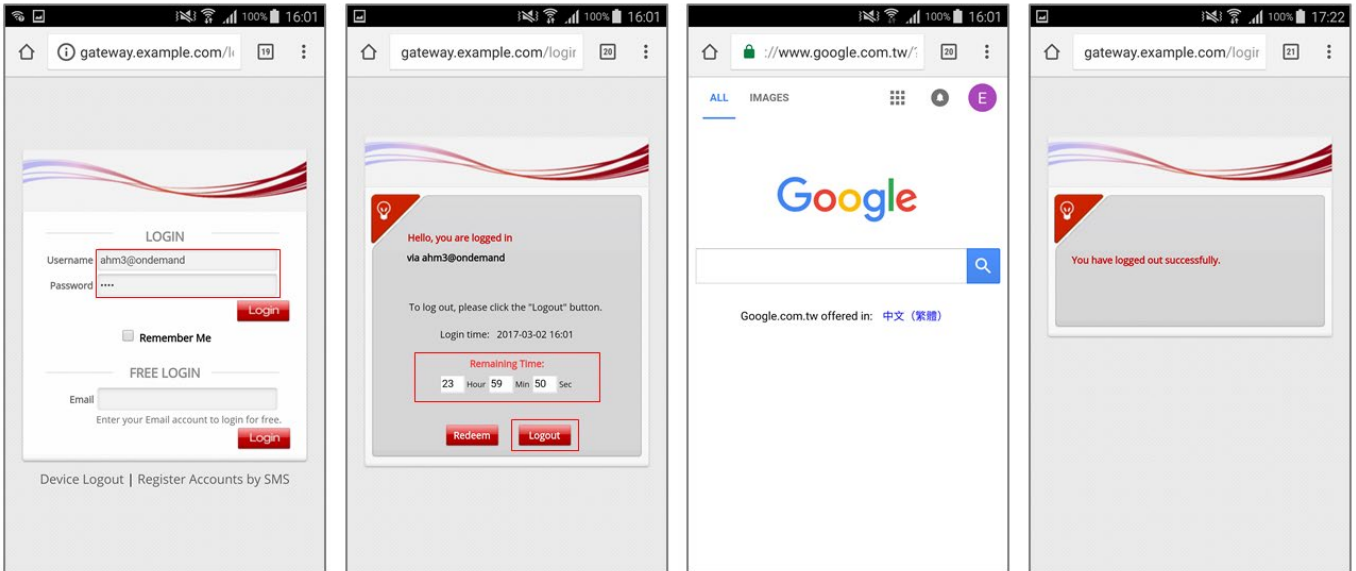 100% 16:01
gateway.example.com/l
19
LOGIN
Username ahm3@ondemand
Password ••••
Login
Remember Me
FREE LOGIN
Email
Enter your Email account to login for free.
Login
Device Logout | Register Accounts by SMS
100% 16:01
gateway.example.com/login
20
Hello, you are logged in
via ahm3@ondemand
To log out, please click the "Logout" button.
Login time: 2017-03-02 16:01
Remaining Time:
23 Hour 59 Min 50 Sec
Redeem Logout
100% 16:01
://www.google.com.tw/?
20
ALL IMAGES
E
Google
Google.com.tw offered in: 中文（繁體）
100% 17:22
gateway.example.com/login
21
You have logged out successfully.